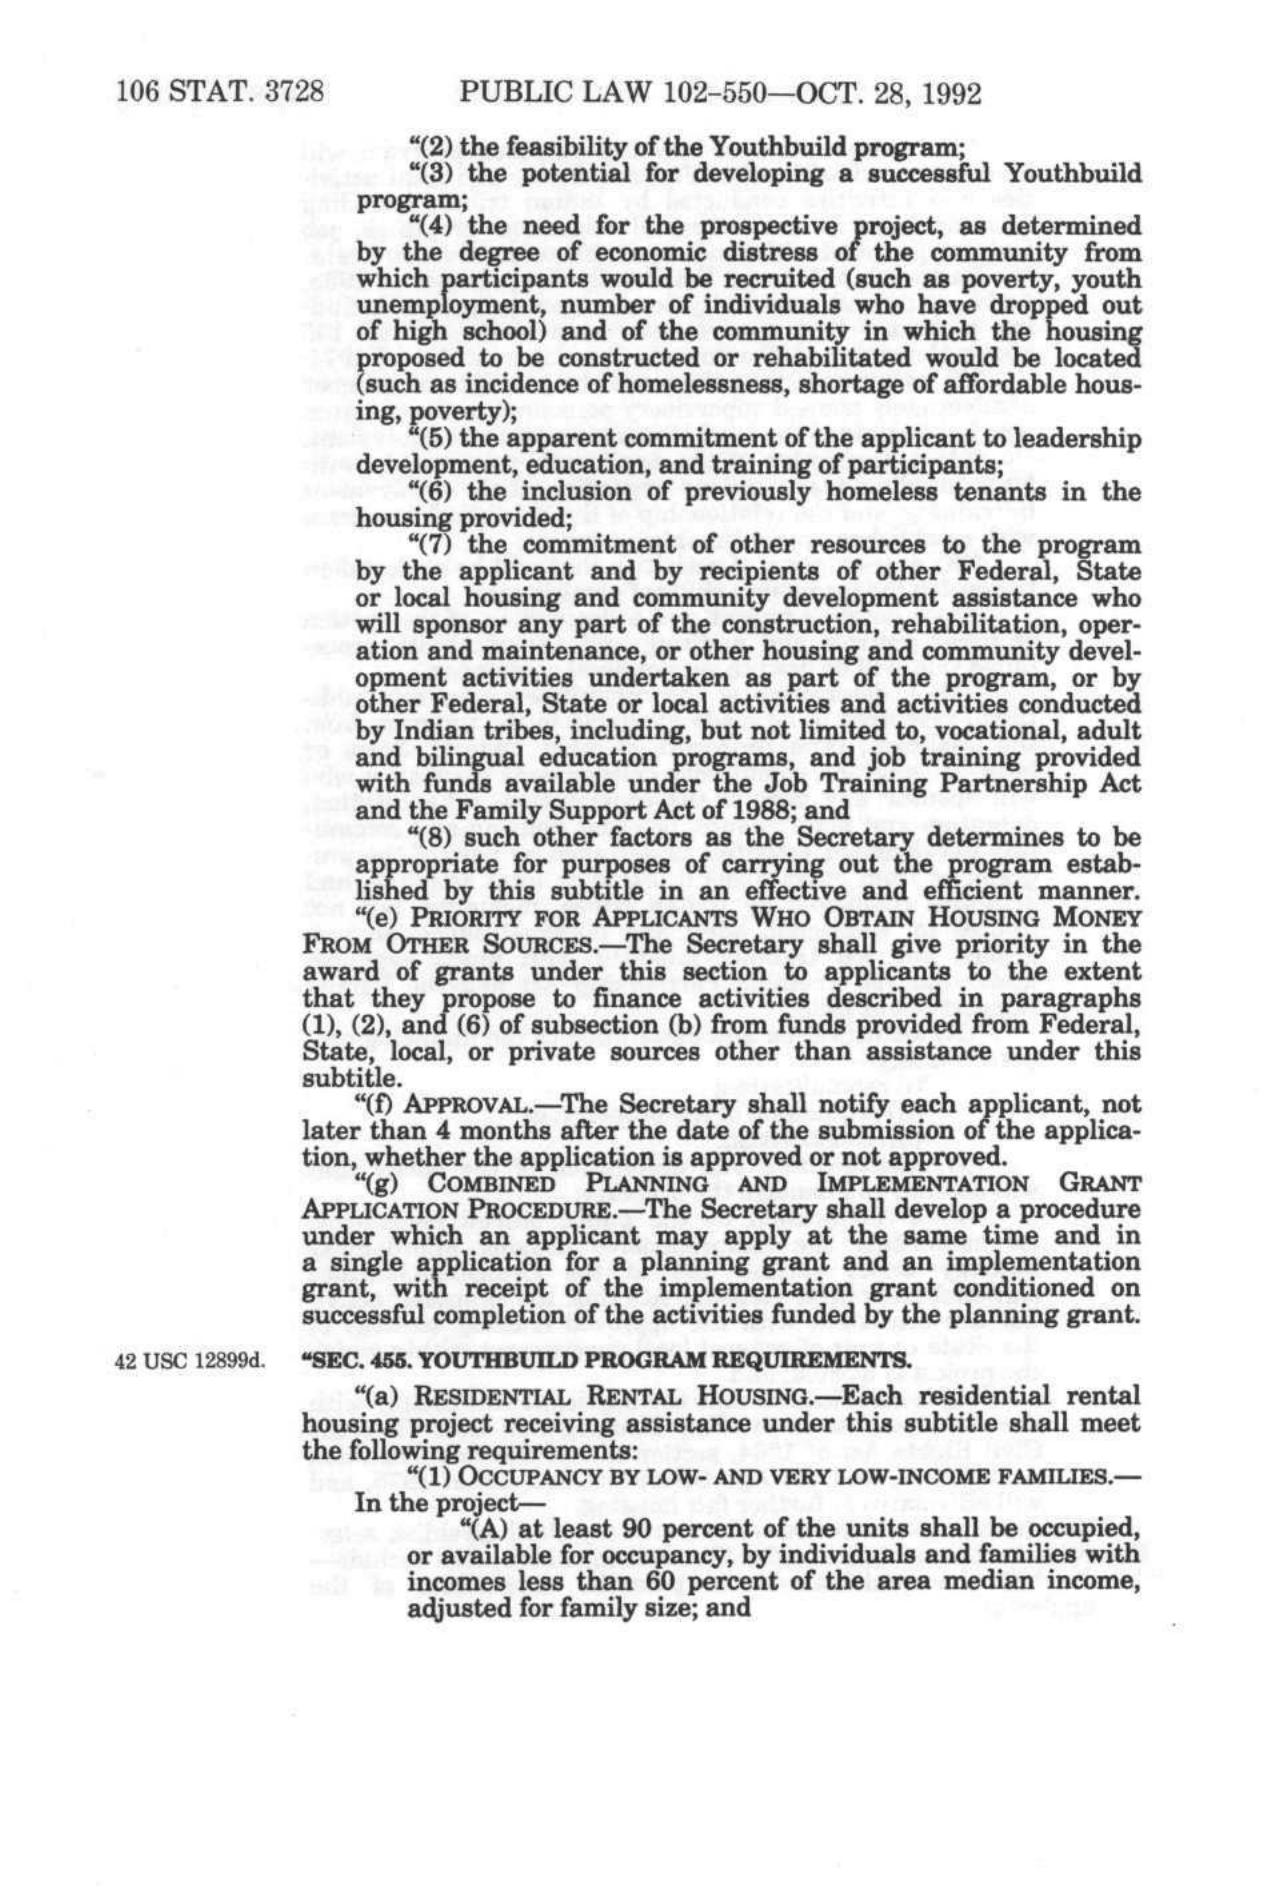 106 STAT. 3728 PUBLIC LAW 102–550—OCT. 28, 1992
“(2) the feasibility of the Youthbuild program;
“(3) the potential for developing a successful Youthbuild
program;
“(4) the need for the prospective project, as determined
by the degree of economic distress of the community from
which participants would be recruited (such as poverty, youth
unemployment, number of individuals who have dropped out
of high school) and of the community in which the housing
proposed to be constructed or rehabilitated would be located
(such as incidence of homelessness, shortage of affordable hous-
ing, poverty);
“(5) the apparent commitment of the applicant to leadership
development, education, and training of participants;
“(6) the inclusion of previously homeless tenants in the
housing provided;
“(7) the commitment of other resources to the program
by the applicant and by recipients of other Federal, State
or local housing and community development assistance who
will sponsor any part of the construction, rehabilitation, oper-
ation and maintenance, or other housing and community devel-
opment activities undertaken as part of the program, or by
other Federal, State or local activities and activities conducted
by Indian tribes, including, but not limited to, vocational, adult
and bilingual education programs, and job training provided
with funds available under the Job Training Partnership Act
and the Family Support Act of 1988; and
“(8) such other factors as the Secretary determines to be
appropriate for purposes of carrying out the program estab-
lished by this subtitle in an effective and efficient manner.
“(e) PRIORITY FOR APPLICANTS WHO OBTAIN HOUSING MONEY
FROM OTHER SOURCES.—The Secretary shall give priority in the
award of grants under this section to applicants to the extent
that they propose to finance activities described in paragraphs
(1), (2), and (6) of subsection (b) from funds provided from Federal,
State, local, or private sources other than assistance under this
subtitle.
“(f) APPROVAL.—The Secretary shall notify each applicant, not
later than 4 months after the date of the submission of the applica-
tion, whether the application is approved or not approved.
“(g) COMBINED PLANNING AND IMPLEMENTATION GRANT
APPLICATION PROCEDURE.—The Secretary shall develop a procedure
under which an applicant may apply at the same time and in
a single application for a planning grant and an implementation
grant, with receipt of the implementation grant conditioned on
successful completion of the activities funded by the planning grant.
42 USC 12899d. “SEC. 455. YOUTHBUILD PROGRAM REQUIREMENTS.
“(a) RESIDENTIAL RENTAL HOUSING.—Each residential rental
housing project receiving assistance under this subtitle shall meet
the following requirements:
“(1) OCCUPANCY BY LOW- AND VERY LOW-INCOME FAMILIES.—
In the project—
“(A) at least 90 percent of the units shall be occupied,
or available for occupancy, by individuals and families with
incomes less than 60 percent of the area median income,
adjusted for family size; and